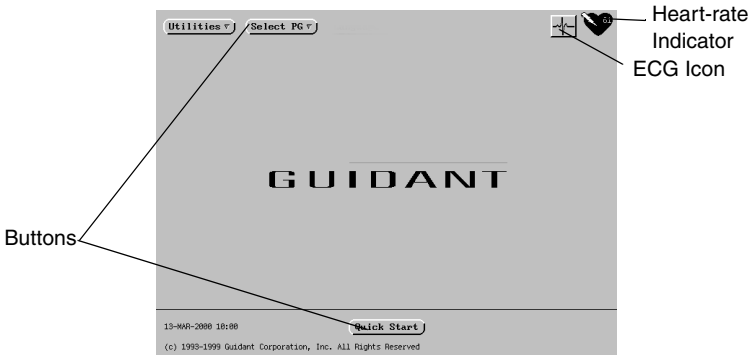 Utilities
Select PG
Heart-rate
Indicator
ECG Icon
GUIDANT
Buttons
13-MAR-2000 10:00
Quick Start
(c) 1993-1999 Guidant Corporation, Inc. All Rights Reserved